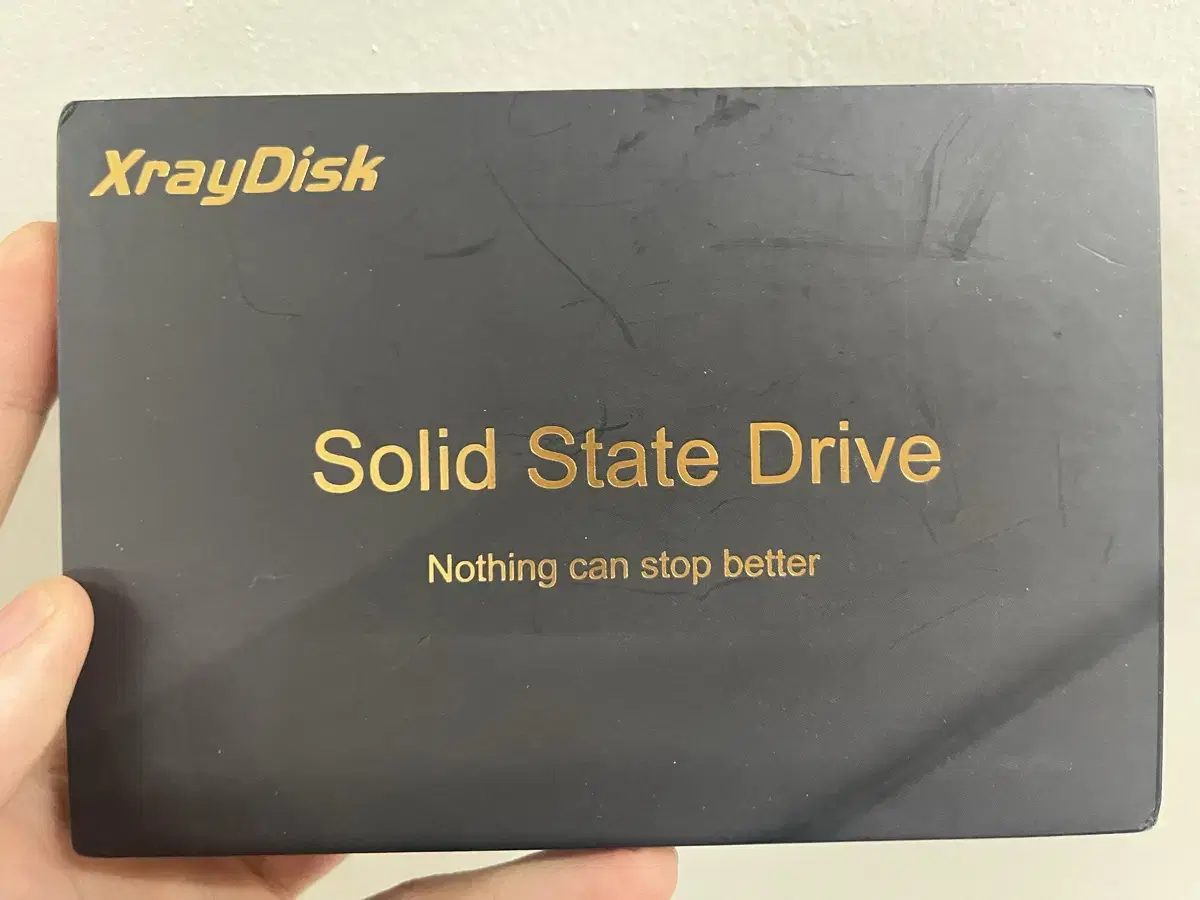 XrayDisk
Solid State Drive
Nothing can stop better